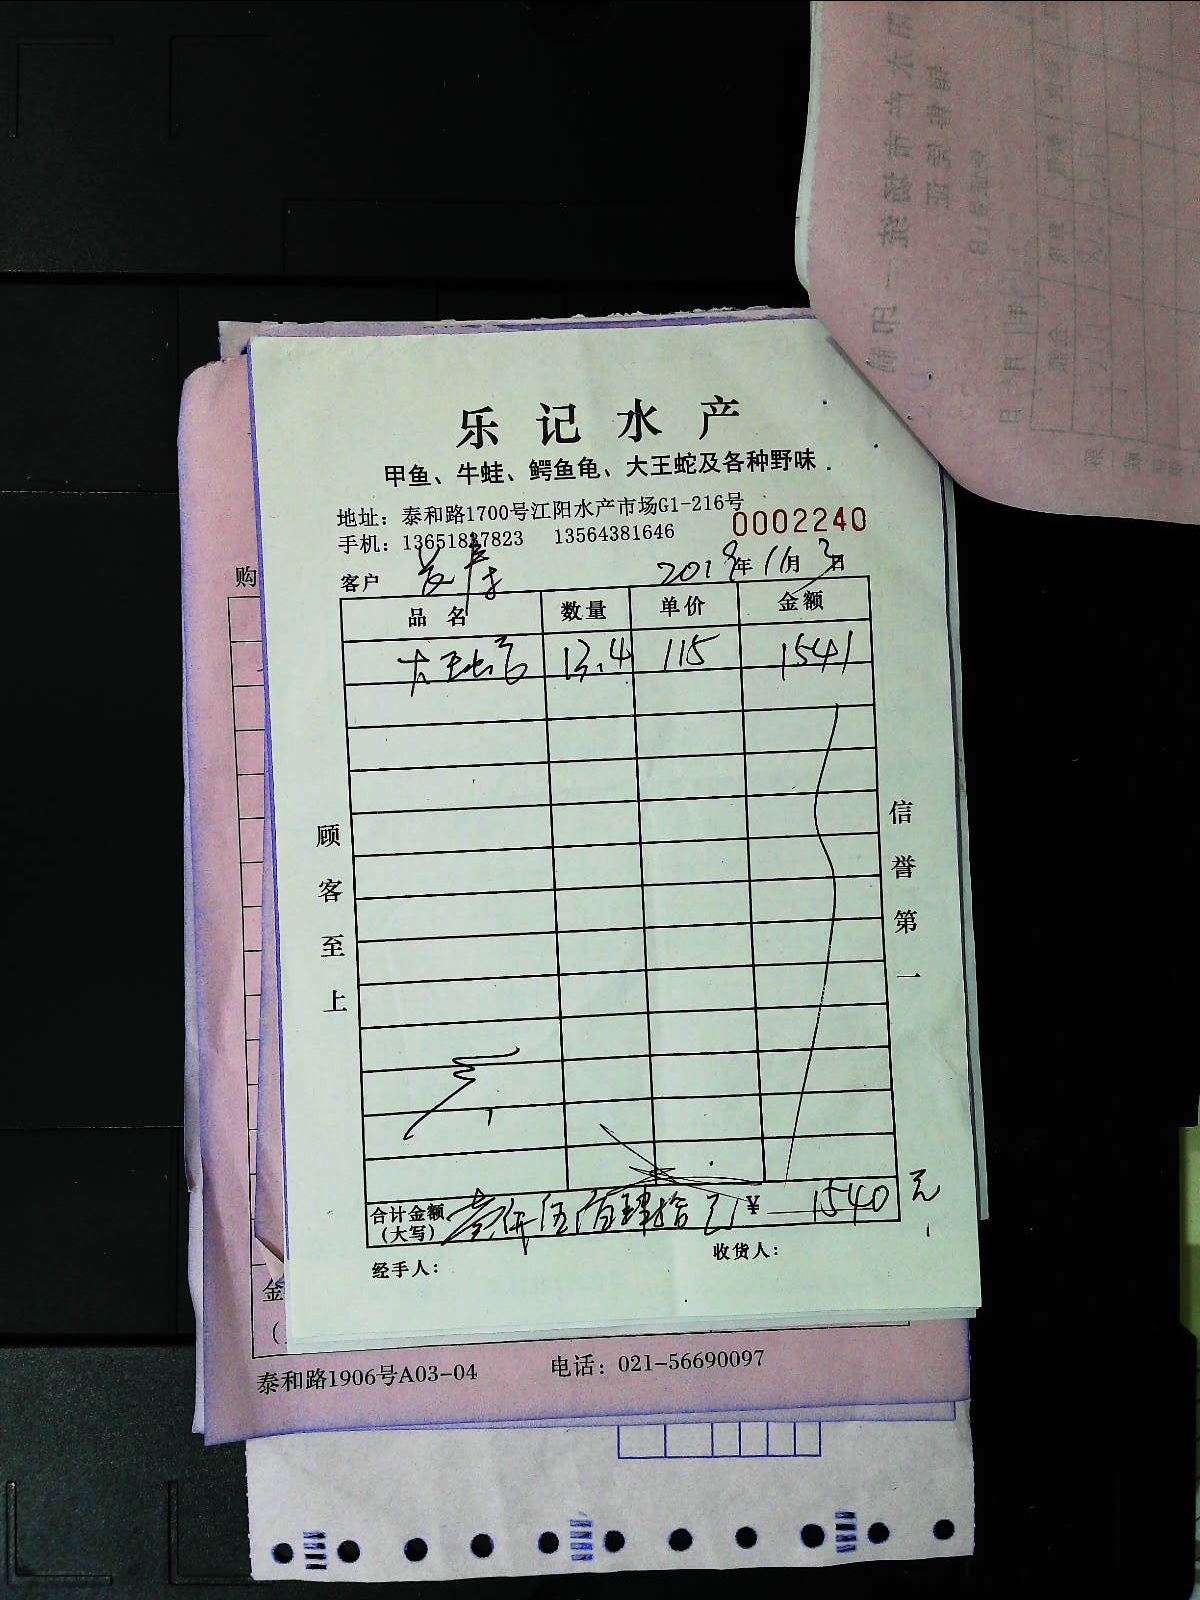 乐记水产
甲鱼、牛蛙、鳄鱼龟、大王蛇及各种野味
地址：泰和路1700号江阳水产市场G1-216号
手机：13651827823 13564381646
0002240
客户
2019年11月3日
品名 数量 单价 金额
大王蛇 13.4 115 1541
顾客至上
信誉第一
合计金额（大写） 壹仟伍佰肆拾 ￥ 1540 元
经手人： 收货人：
购
金
泰和路1906号A03-04 电话：021-56690097